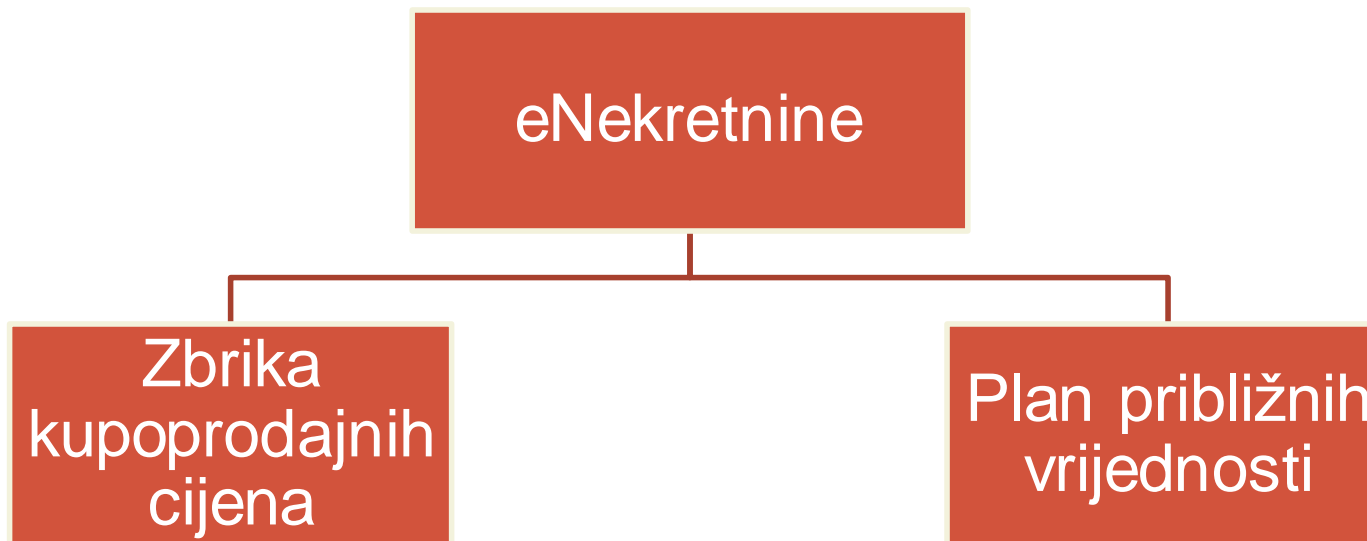 eNekretnine
Zbrika
kupoprodajnih
cijena
Plan približnih
vrijednosti